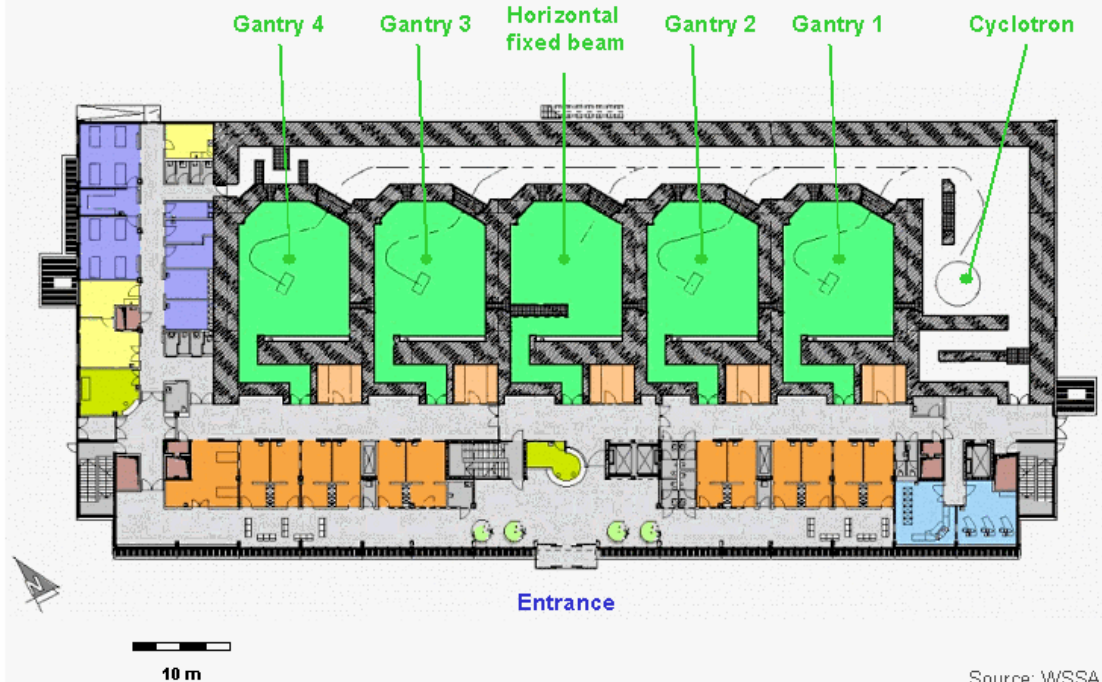 Gantry 4
Gantry 3
Horizontal
fixed beam
Gantry 2
Gantry 1
Cyclotron
N
Entrance
10 m
Source: WSSA